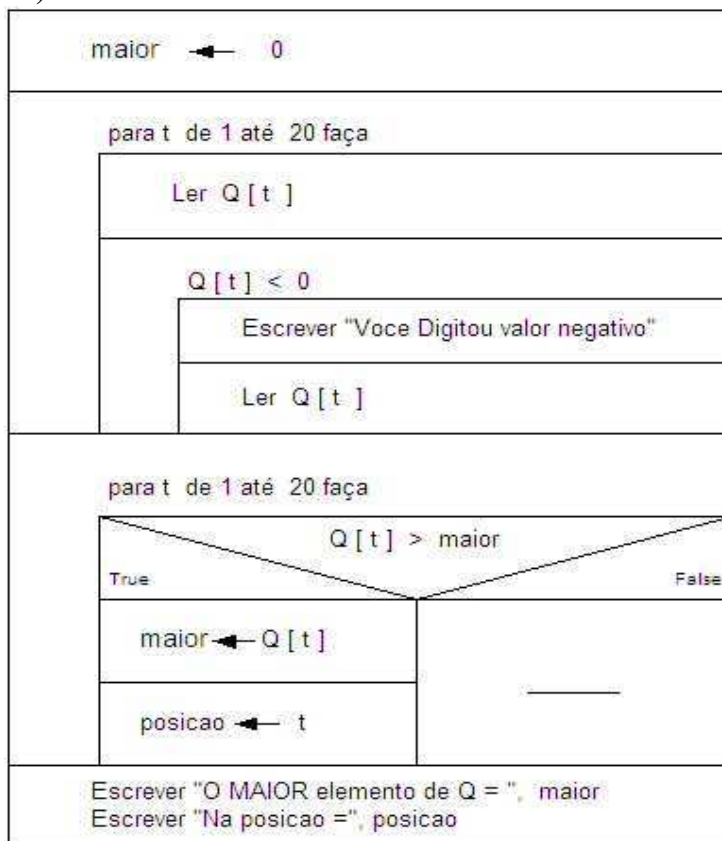 maior ← 0
para t de 1 até 20 faça
Ler Q [ t ]
Q [ t ] < 0
Escrever "Voce Digitou valor negativo"
Ler Q [ t ]
para t de 1 até 20 faça
Q [ t ] > maior
True False
maior ← Q [ t ]
posicao ← t
Escrever "O MAIOR elemento de Q = ", maior
Escrever "Na posicao =", posicao